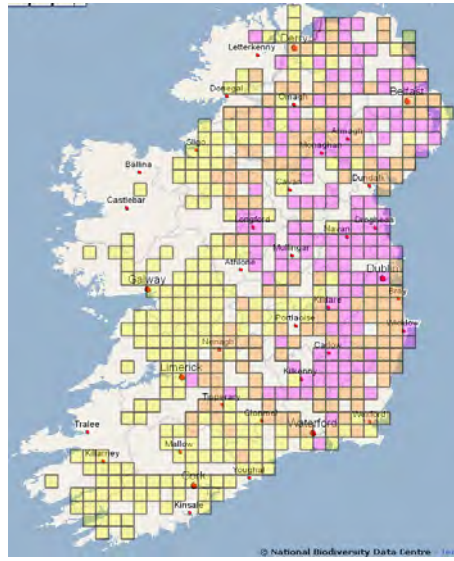 Derry
Letterkenny
Donegal
Omagh
Belfast
Armagh
Monaghan
Sligo
Ballina
Cavan
Dundalk
Castlebar
Longford
Drogheda
Navan
Mullingar
Athlone
Dublin
Galway
Kildare
Bray
Portlaoise
Wicklow
Nenagh
Carlow
Limerick
Kilkenny
Tipperary
Clonmel
Wexford
Waterford
Tralee
Mallow
Killarney
Youghal
Cork
Kinsale
© National Biodiversity Data Centre -